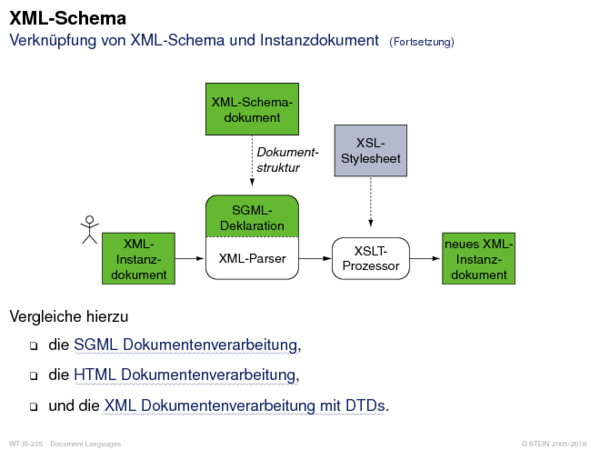 XML-Schema
Verknüpfung von XML-Schema und Instanzdokument (Fortsetzung)
XML-Schema-
dokument
XSL-
Stylesheet
Dokument-
struktur
SGML-
Deklaration
XML-
Instanz-
dokument
XML-Parser
XSLT-
Prozessor
neues XML-
Instanz-
dokument
Vergleiche hierzu
❑ die SGML Dokumentenverarbeitung,
❑ die HTML Dokumentenverarbeitung,
❑ und die XML Dokumentenverarbeitung mit DTDs.
WT:III-225 Document Languages
© STEIN 2005-2018